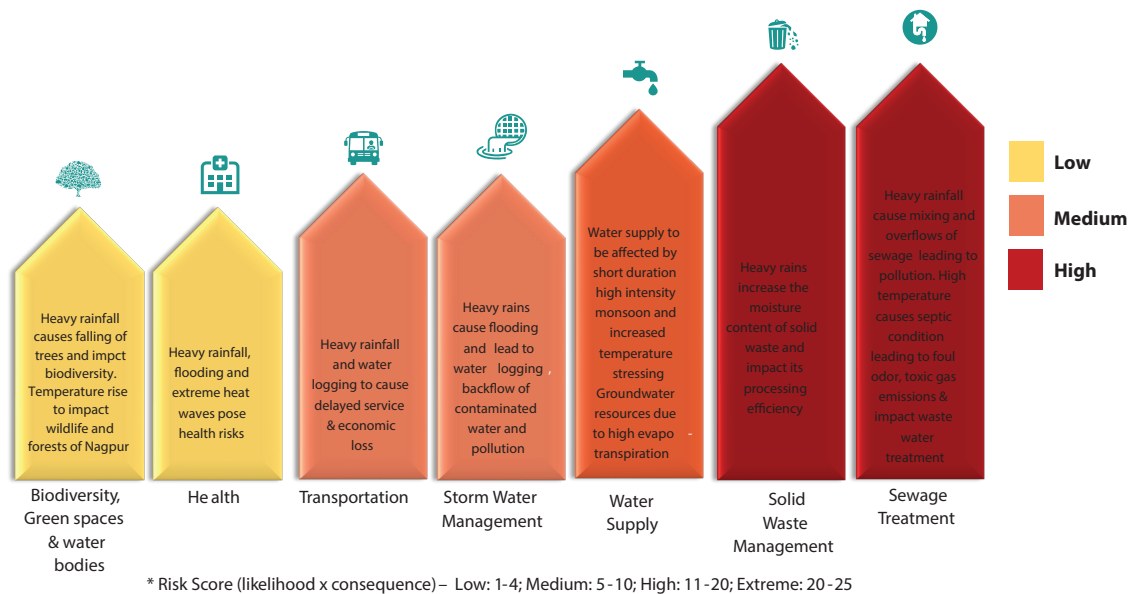 Heavy rainfall
causes falling of
trees and impct
biodiversity.
Temperature rise
to impact
wildlife and
forests of Nagpur
Biodiversity,
Green spaces
& water
bodies
Heavy rainfall,
flooding and
extreme heat
waves pose
health risks
He alth
Heavy rainfall
and water
logging to cause
delayed service
& economic
loss
Transportation
Heavy rains
cause flooding
and lead to
water logging ,
backflow of
contaminated
water and
pollution
Storm Water
Management
Water supply to
be affected by
short duration
high intensity
monsoon and
increased
temperature
stressing
Groundwater
resources due
to high evapo -
transpiration
Water
Supply
Heavy rains
increase the
moisture
content of solid
waste and
impact its
processing
efficiency
Solid
Waste
Management
Heavy rainfall
cause mixing and
overflows of
sewage leading to
pollution. High
temperature
causes septic
condition
leading to foul
odor, toxic gas
emissions &
impact waste
water
treatment
Sewage
Treatment
Low
Medium
High
* Risk Score (likelihood x consequence) – Low: 1-4; Medium: 5-10; High: 11-20; Extreme: 20-25